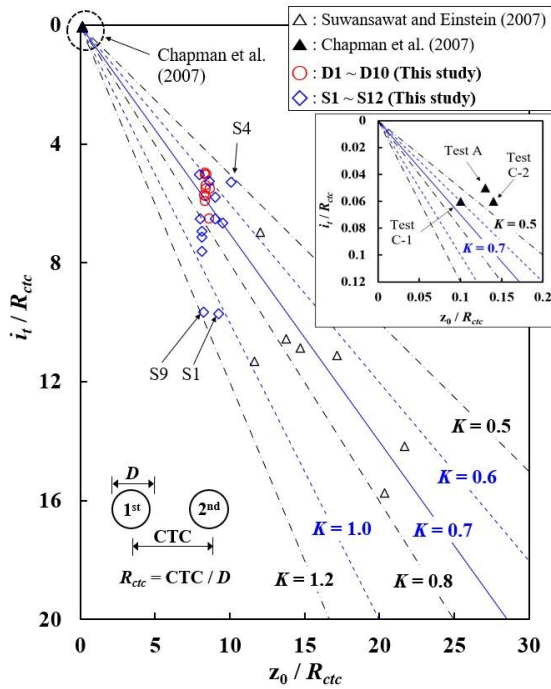 △ : Suwansawat and Einstein (2007)
▲ : Chapman et al. (2007)
○ : D1 ~ D10 (This study)
◇ : S1 ~ S12 (This study)
Chapman et al.
(2007)
S4
S9
S1
0
4
8
12
16
20
i_t / R_ctc
0
5
10
15
20
25
30
z_0 / R_ctc
K = 0.5
K = 0.6
K = 0.7
K = 0.8
K = 1.0
K = 1.2
D
1st
2nd
CTC
R_ctc = CTC / D
0
0.02
0.04
0.06
0.08
0.1
0.12
i_t / R_ctc
Test A
Test
C-2
Test
C-1
K = 0.5
K = 0.7
0
0.05
0.1
0.15
0.2
z_0 / R_ctc